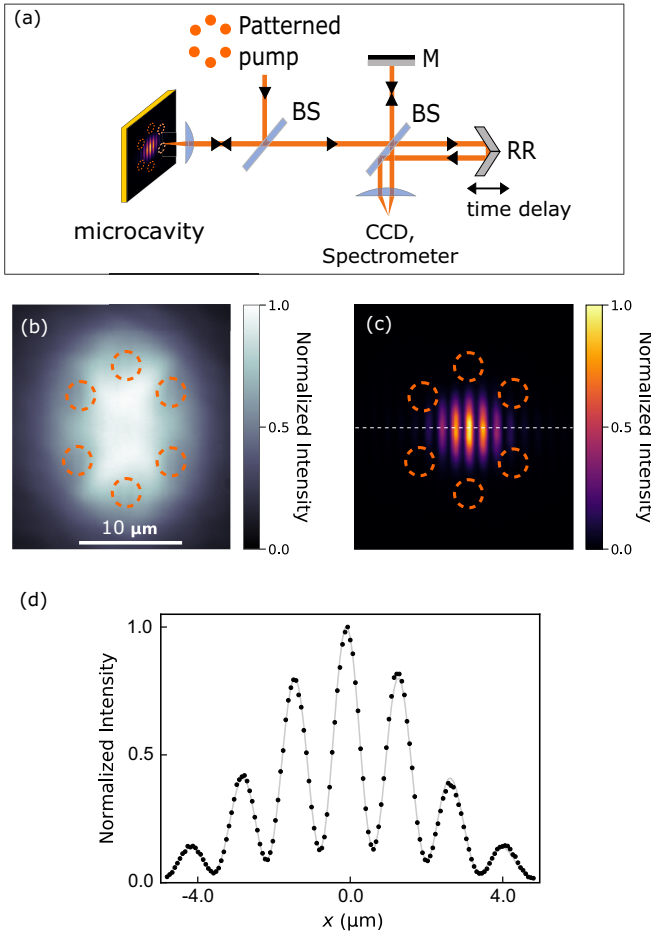 (a)
Patterned
pump
M
BS
BS
RR
time delay
microcavity
CCD,
Spectrometer
(b)
1.0
0.5
0.0
Normalized Intensity
10 µm
(c)
1.0
0.5
0.0
Normalized Intensity
(d)
Normalized Intensity
1.0
0.5
0.0
-4.0
0.0
4.0
x (µm)